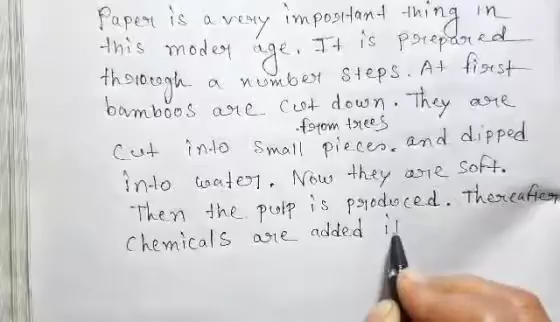 Paper is a very important thing in
this moder age. It is prepared
through a number steps. At first
bamboos are cut down. They are
from trees
cut into small pieces. and dipped
into water. Now they are soft.
Then the pulp is produced. Thereafter
Chemicals are added i